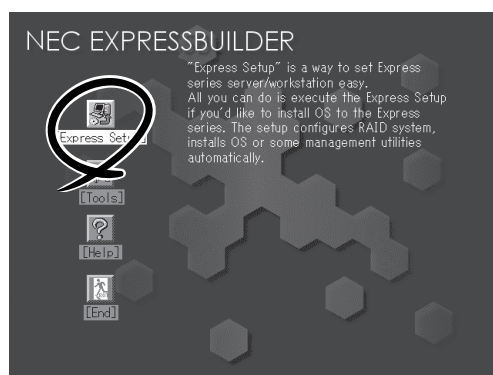 NEC EXPRESSBUILDER
"Express Setup" is a way to set Express
series server/workstation easy.
All you can do is execute the Express Setup
if you'd like to install OS to the Express
series. The setup configures RAID system,
installs OS or some management utilities
automatically.
Express
[Tools]
[Help]
[End]